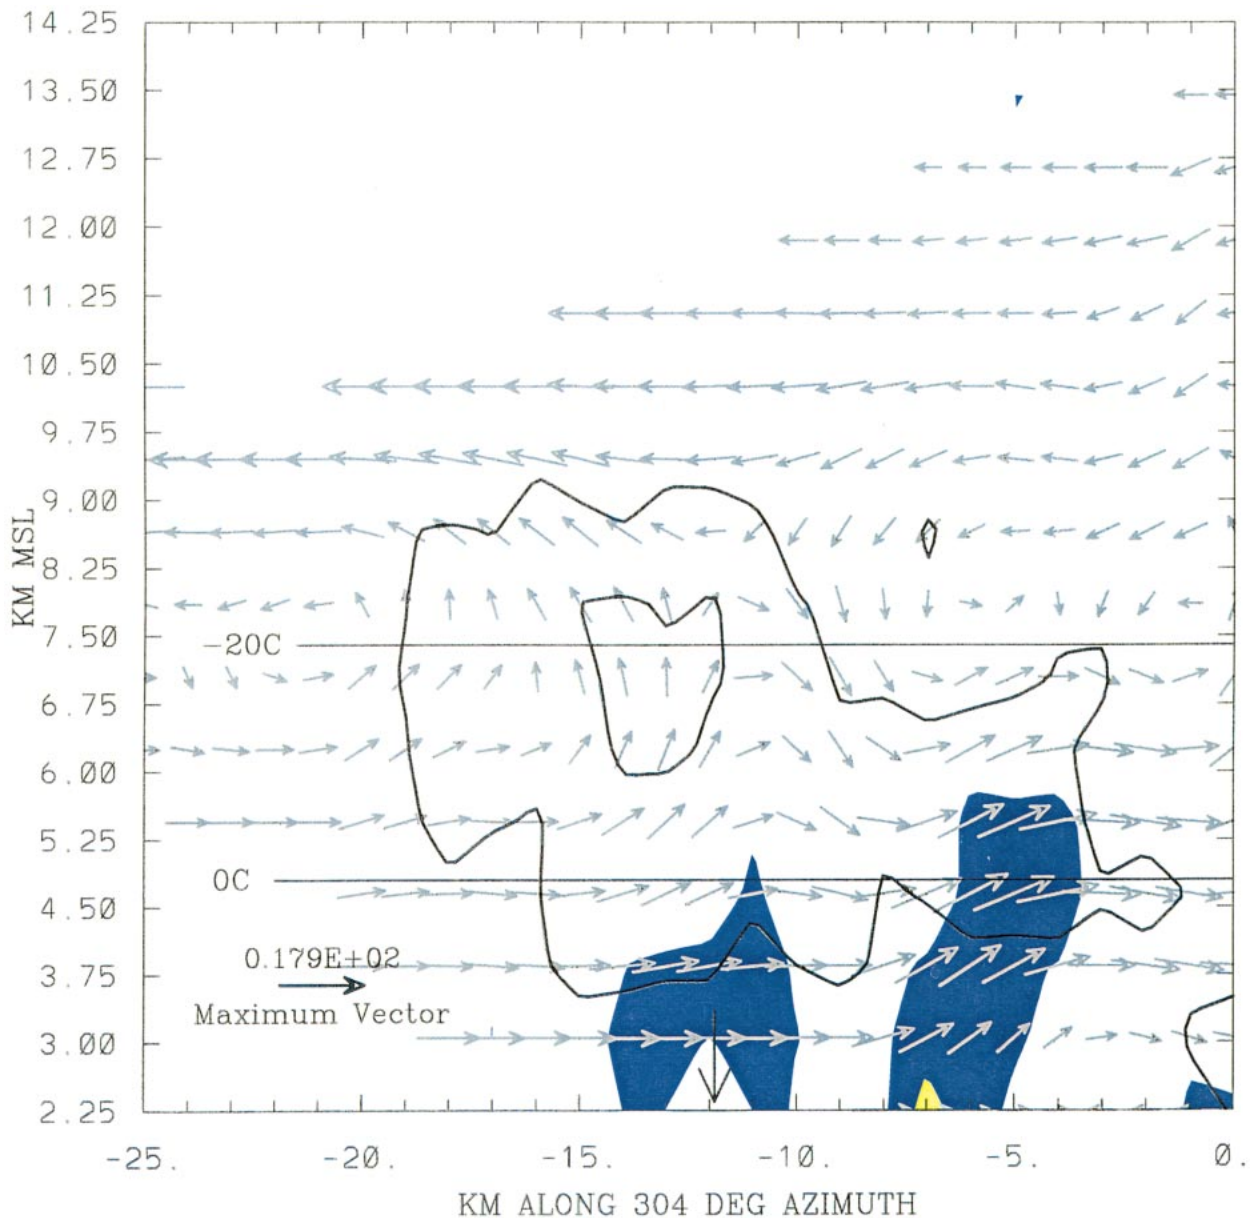 14.25
13.50
12.75
12.00
11.25
10.50
9.75
9.00
8.25
7.50
6.75
6.00
5.25
4.50
3.75
3.00
2.25
KM MSL
-20C
0C
0.179E+02
Maximum Vector
-25. -20. -15. -10. -5. 0.
KM ALONG 304 DEG AZIMUTH